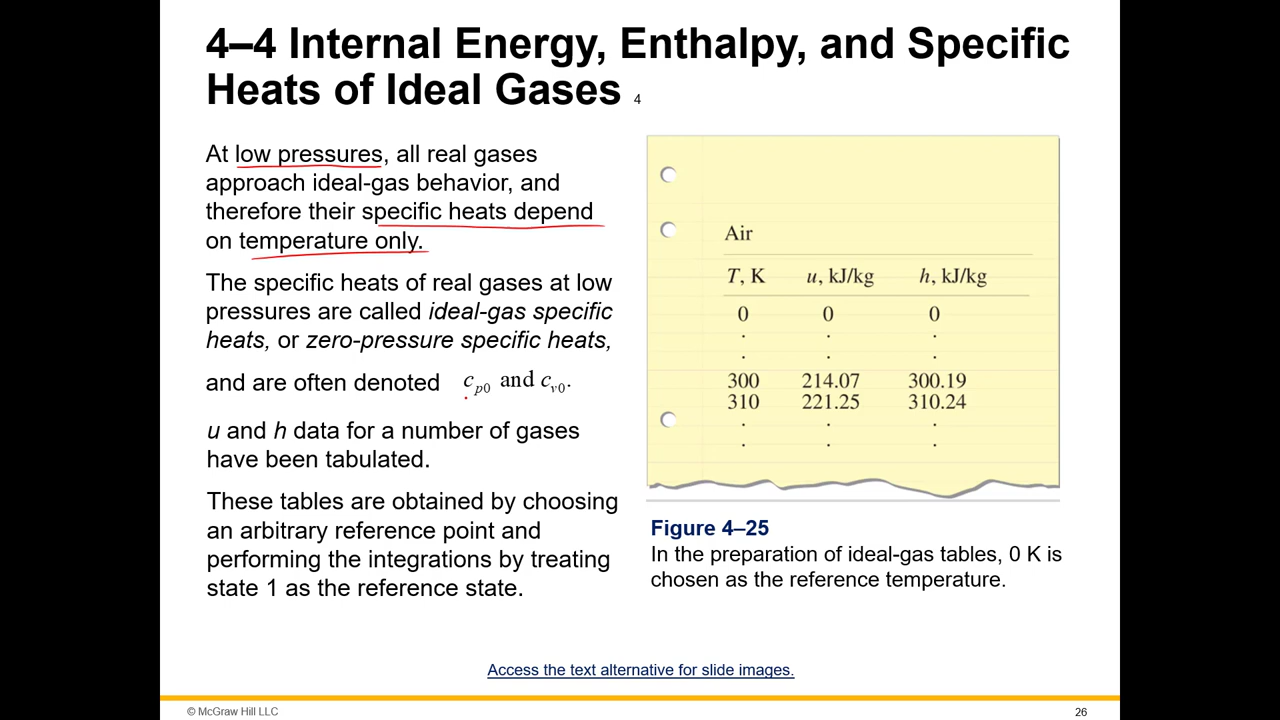 4–4 Internal Energy, Enthalpy, and Specific
Heats of Ideal Gases 4
At low pressures, all real gases
approach ideal-gas behavior, and
therefore their specific heats depend
on temperature only.
The specific heats of real gases at low
pressures are called ideal-gas specific
heats, or zero-pressure specific heats,
and are often denoted cp0 and cv0.
u and h data for a number of gases
have been tabulated.
These tables are obtained by choosing
an arbitrary reference point and
performing the integrations by treating
state 1 as the reference state.
Air
T, K u, kJ/kg h, kJ/kg
0 0 0
. . .
. . .
300 214.07 300.19
310 221.25 310.24
. . .
. . .
Figure 4–25
In the preparation of ideal-gas tables, 0 K is
chosen as the reference temperature.
Access the text alternative for slide images.
© McGraw Hill LLC
26